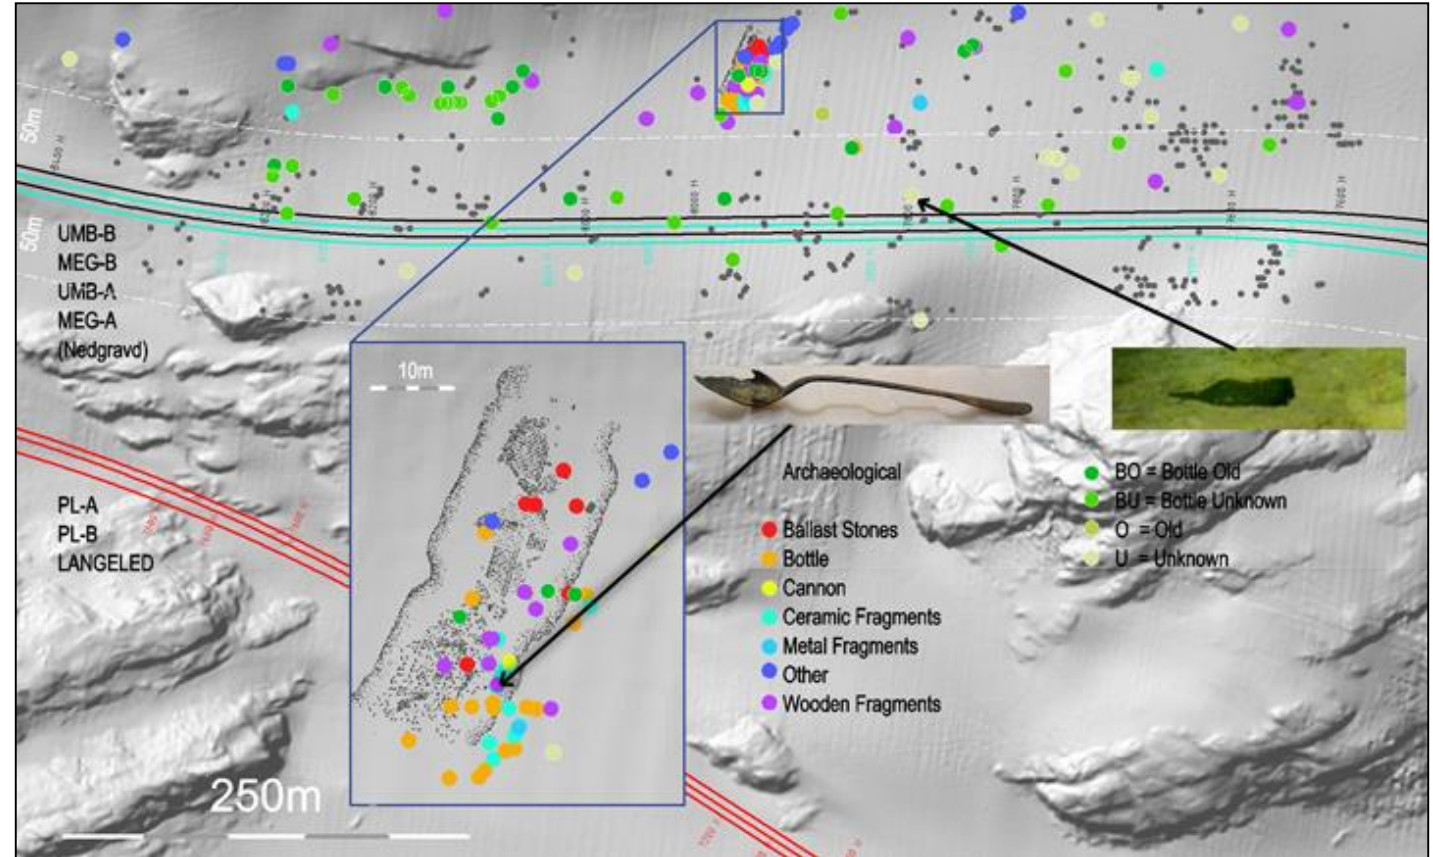 50m
50m
UMB-B
MEG-B
UMB-A
MEG-A
(Nedgravd)
PL-A
PL-B
LANGELED
250m
10m
Archaeological
Ballast Stones
Bottle
Cannon
Ceramic Fragments
Metal Fragments
Other
Wooden Fragments
BO = Bottle Old
BU = Bottle Unknown
O = Old
U = Unknown